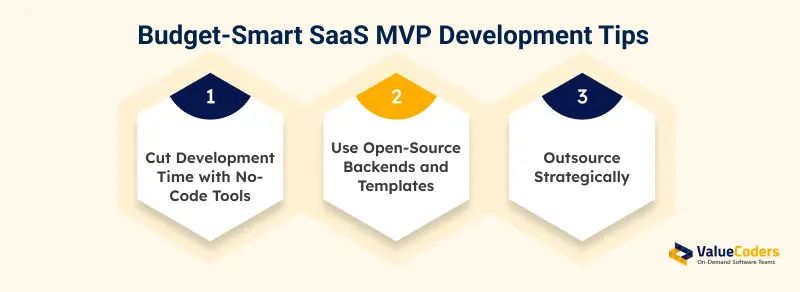 Budget-Smart SaaS MVP Development Tips
1
Cut Development
Time with No-
Code Tools
2
Use Open-Source
Backends and
Templates
3
Outsource
Strategically
ValueCoders
On-Demand Software Teams